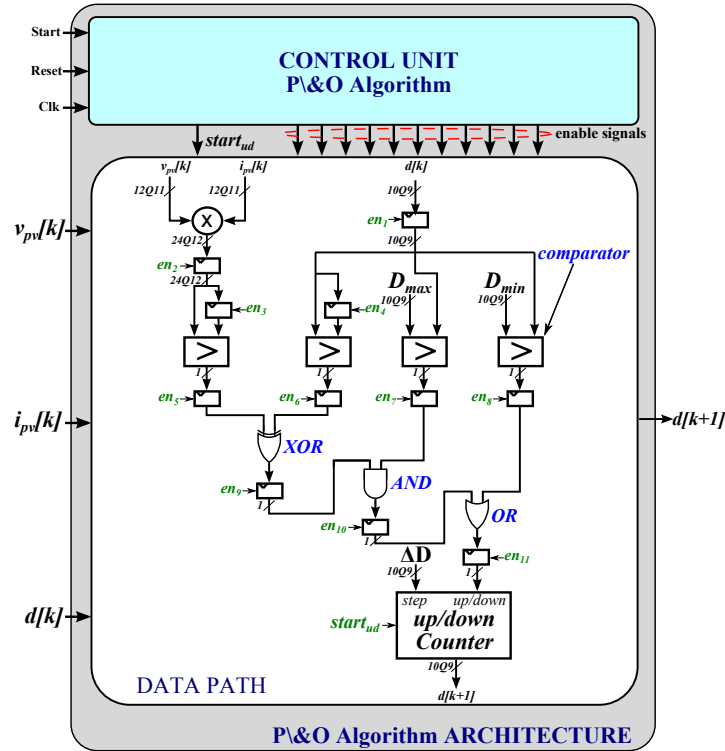 Start
Reset
Clk
CONTROL UNIT
P\&O Algorithm
start_ud
enable signals
v_pv[k]
i_pv[k]
d[k]
12Q11
12Q11
10Q9
X
en_1
24Q12
10Q9
v_pv[k]
comparator
en_2
D_max
D_min
24Q12
10Q9
10Q9
en_3
en_4
>
>
>
>
1
1
1
1
en_5
en_6
en_7
en_8
i_pv[k]
d[k+1]
XOR
en_9
AND
1
OR
en_10
1
ΔD
en_11
10Q9
1
step
up/down
d[k]
start_ud
up/down
Counter
10Q9
DATA PATH
d[k+1]
P\&O Algorithm ARCHITECTURE